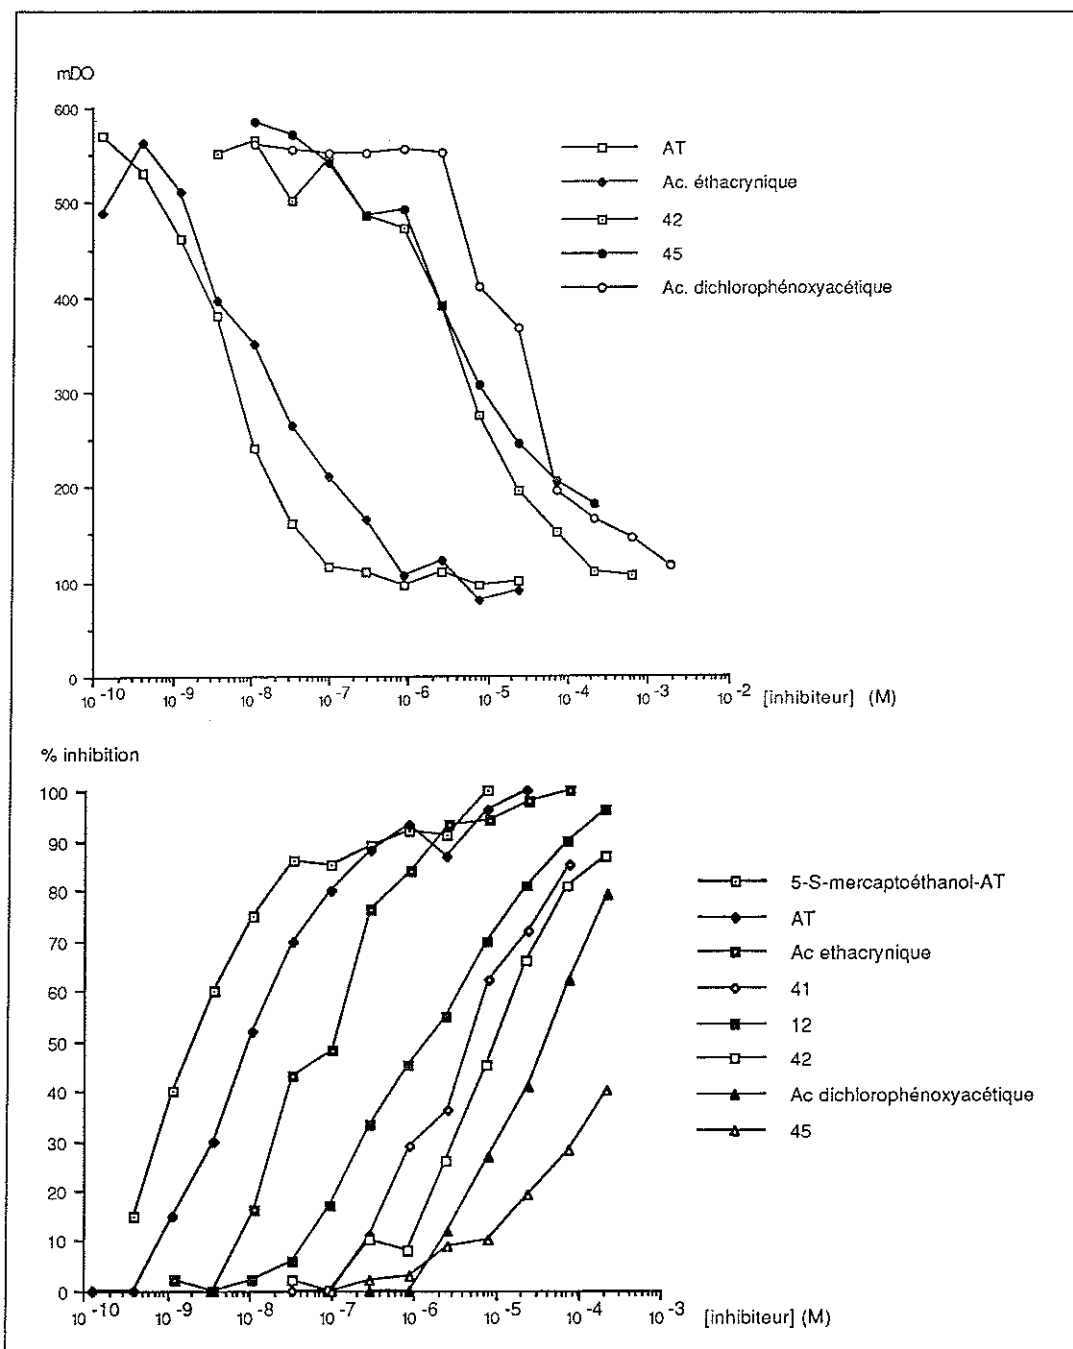 mDO
600
500
400
300
200
100
0
AT
Ac. éthacrynique
42
45
Ac. dichlorophénoxyacétique
10-10 10-9 10-8 10-7 10-6 10-5 10-4 10-3 10-2 [inhibiteur] (M)
% inhibition
100
90
80
70
60
50
40
30
20
10
0
5-S-mercaptoéthanol-AT
AT
Ac ethacrynique
41
12
42
Ac dichlorophénoxyacétique
45
10-10 10-9 10-8 10-7 10-6 10-5 10-4 10-3 [inhibiteur] (M)